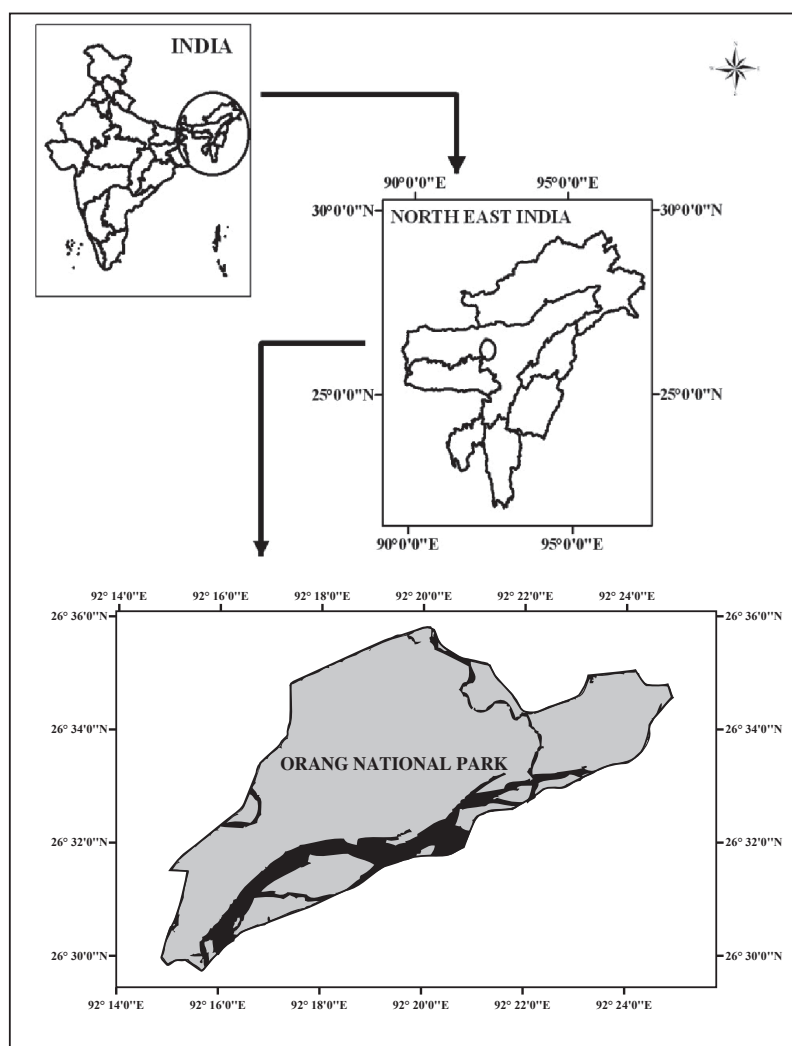 INDIA
90°0'0"E 95°0'0"E
30°0'0"N 30°0'0"N
NORTH EAST INDIA
25°0'0"N 25°0'0"N
90°0'0"E 95°0'0"E
92° 14'0"E 92° 16'0"E 92° 18'0"E 92° 20'0"E 92° 22'0"E 92° 24'0"E
26° 36'0"N 26° 36'0"N
26° 34'0"N 26° 34'0"N
ORANG NATIONAL PARK
26° 32'0"N 26° 32'0"N
26° 30'0"N 26° 30'0"N
92° 14'0"E 92° 16'0"E 92° 18'0"E 92° 20'0"E 92° 22'0"E 92° 24'0"E